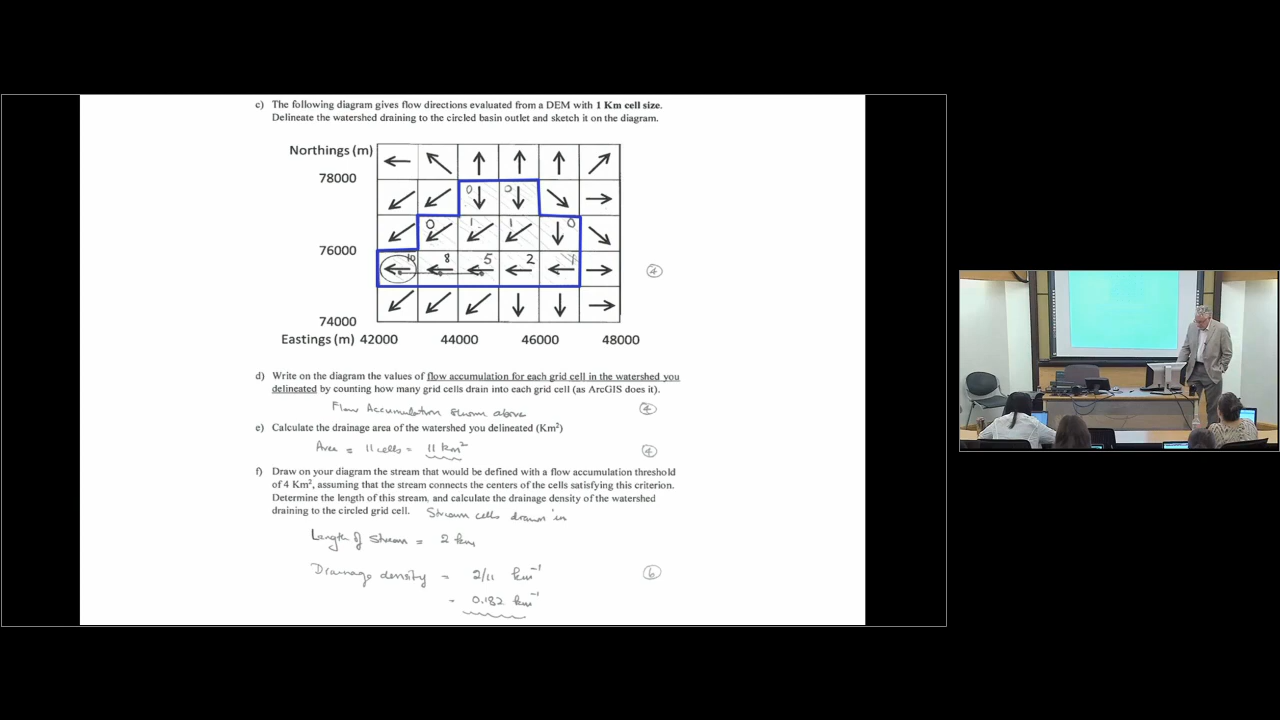 c) The following diagram gives flow directions evaluated from a DEM with 1 Km cell size.
Delineate the watershed draining to the circled basin outlet and sketch it on the diagram.
Northings (m)
78000
0 0
0 1 1 0
76000
10 8 5 2 1
4
74000
Eastings (m) 42000 44000 46000 48000
d) Write on the diagram the values of flow accumulation for each grid cell in the watershed you
delineated by counting how many grid cells drain into each grid cell (as ArcGIS does it).
Flow Accumulation shown above
4
e) Calculate the drainage area of the watershed you delineated (Km²)
Area = 11 cells = 11 km²
4
f) Draw on your diagram the stream that would be defined with a flow accumulation threshold
of 4 Km², assuming that the stream connects the centers of the cells satisfying this criterion.
Determine the length of this stream, and calculate the drainage density of the watershed
draining to the circled grid cell. Stream cells drawn in
Length of stream = 2 km
Drainage density = 2/11 km⁻¹
6
= 0.182 km⁻¹